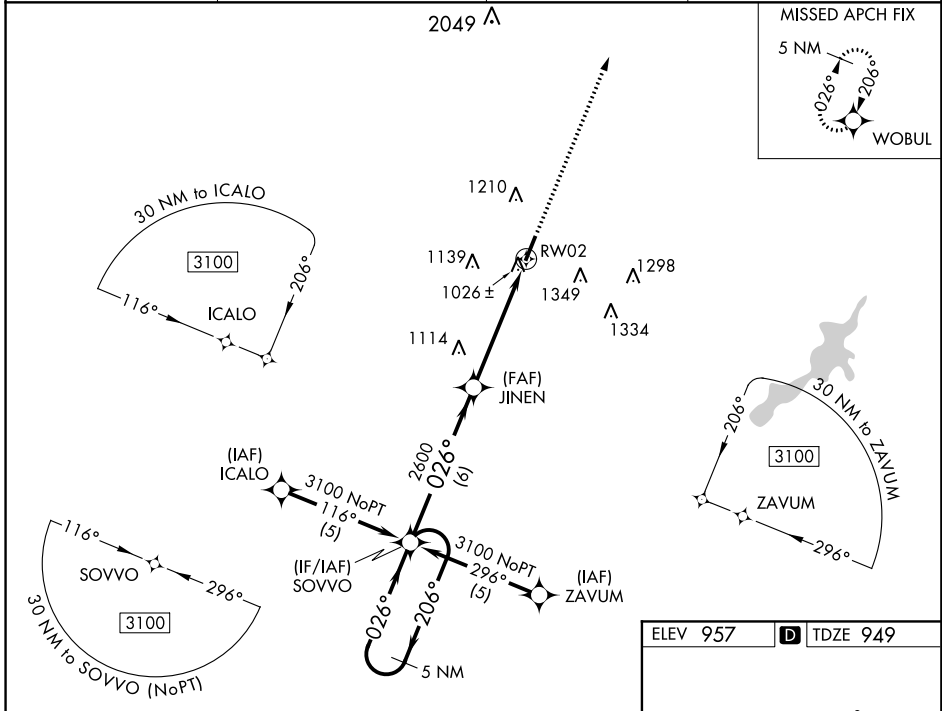 2049
MISSED APCH FIX
5 NM
026°
206°
WOBUL
30 NM to ICALO
3100
116°
206°
ICALO
1210
1139
RW02
1026 ±
1349
1298
1334
1114
(FAF)
JINEN
2600
026°
(6)
(IAF)
ICALO
3100 NoPT
116°
(5)
(IF/IAF)
SOVVO
3100 NoPT
296°
(5)
(IAF)
ZAVUM
026°
206°
5 NM
206°
30 NM to ZAVUM
3100
ZAVUM
296°
116°
SOVVO
296°
3100
30 NM to SOVVO (NoPT)
ELEV 957 D TDZE 949